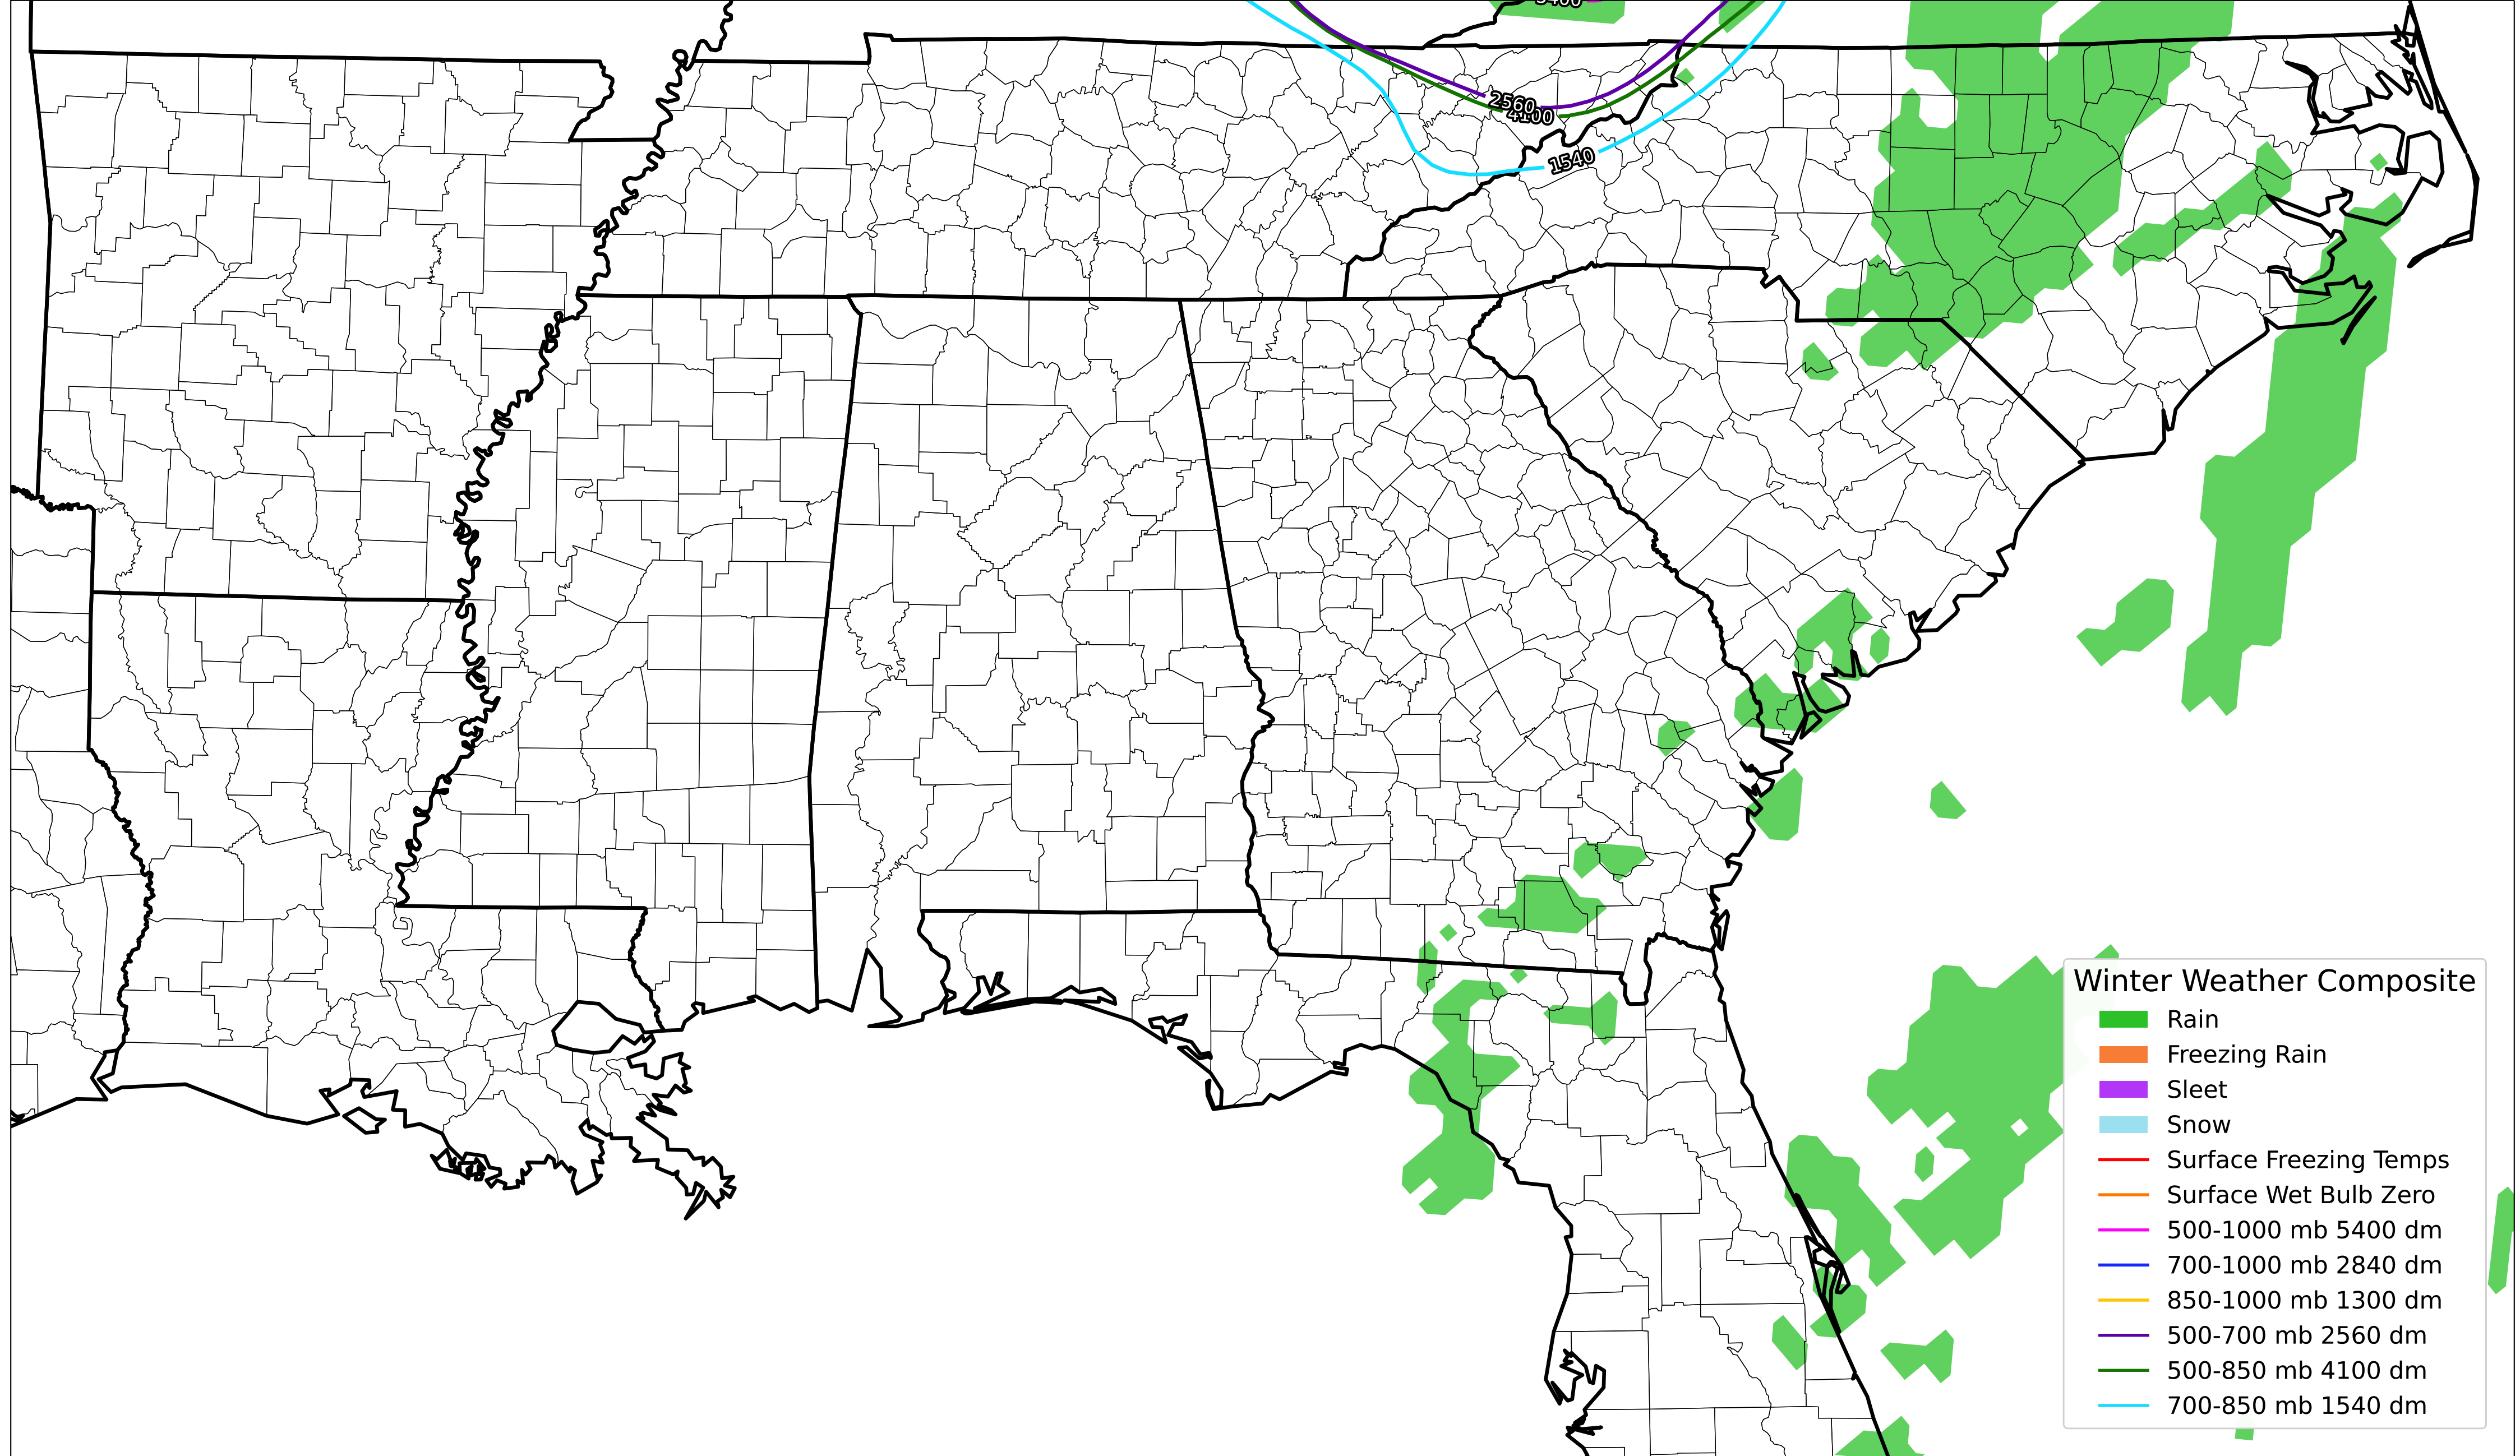 5400
2560
4100
1540
Winter Weather Composite
Rain
Freezing Rain
Sleet
Snow
Surface Freezing Temps
Surface Wet Bulb Zero
500-1000 mb 5400 dm
700-1000 mb 2840 dm
850-1000 mb 1300 dm
500-700 mb 2560 dm
500-850 mb 4100 dm
700-850 mb 1540 dm